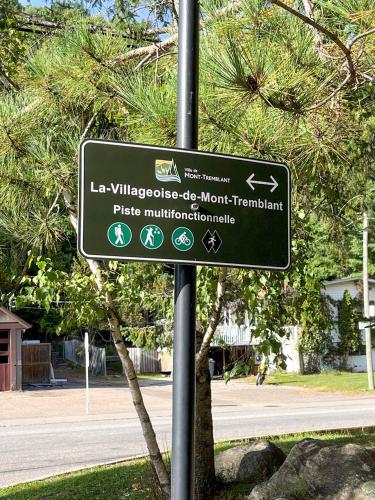 Ville de
MONT-TREMBLANT
La-Villageoise-de-Mont-Tremblant
Piste multifonctionnelle